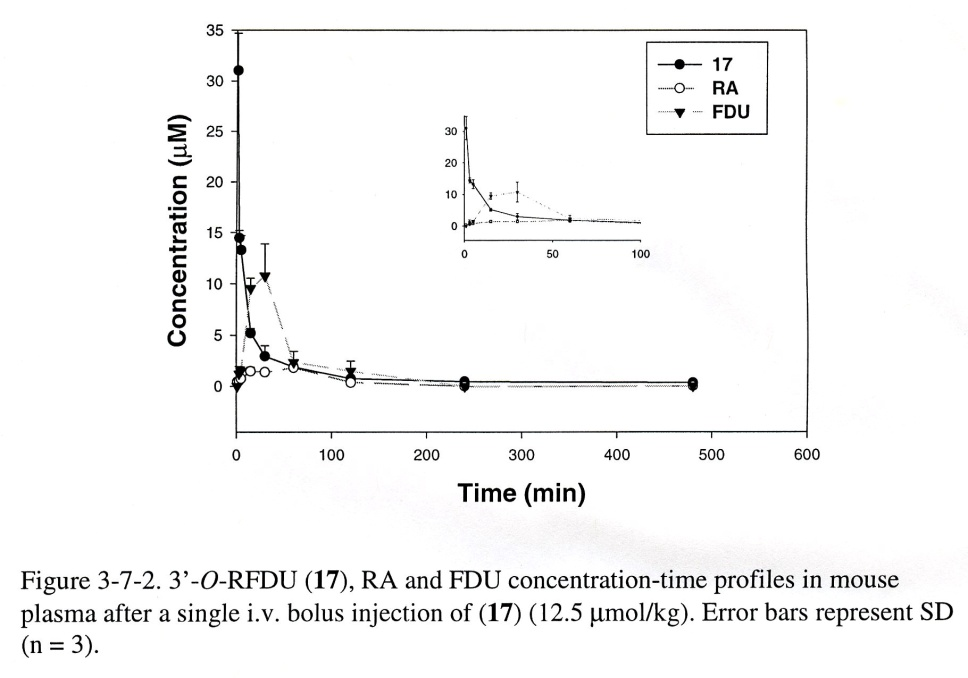 35
30
25
20
15
10
5
0
Concentration (µM)
17
RA
FDU
30
20
10
0
0 50 100
0 100 200 300 400 500 600
Time (min)
Figure 3-7-2. 3’-O-RFDU (17), RA and FDU concentration-time profiles in mouse
plasma after a single i.v. bolus injection of (17) (12.5 µmol/kg). Error bars represent SD
(n = 3).